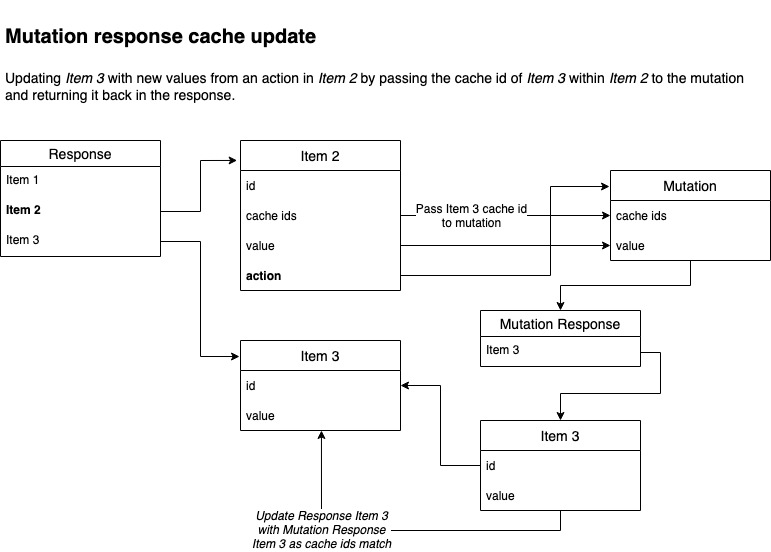 Mutation response cache update
Updating Item 3 with new values from an action in Item 2 by passing the cache id of Item 3 within Item 2 to the mutation
and returning it back in the response.
Response
Item 1
Item 2
Item 3
Item 2
id
cache ids
value
action
Pass Item 3 cache id
to mutation
Mutation
cache ids
value
Mutation Response
Item 3
Item 3
id
value
Item 3
id
value
Update Response Item 3
with Mutation Response
Item 3 as cache ids match